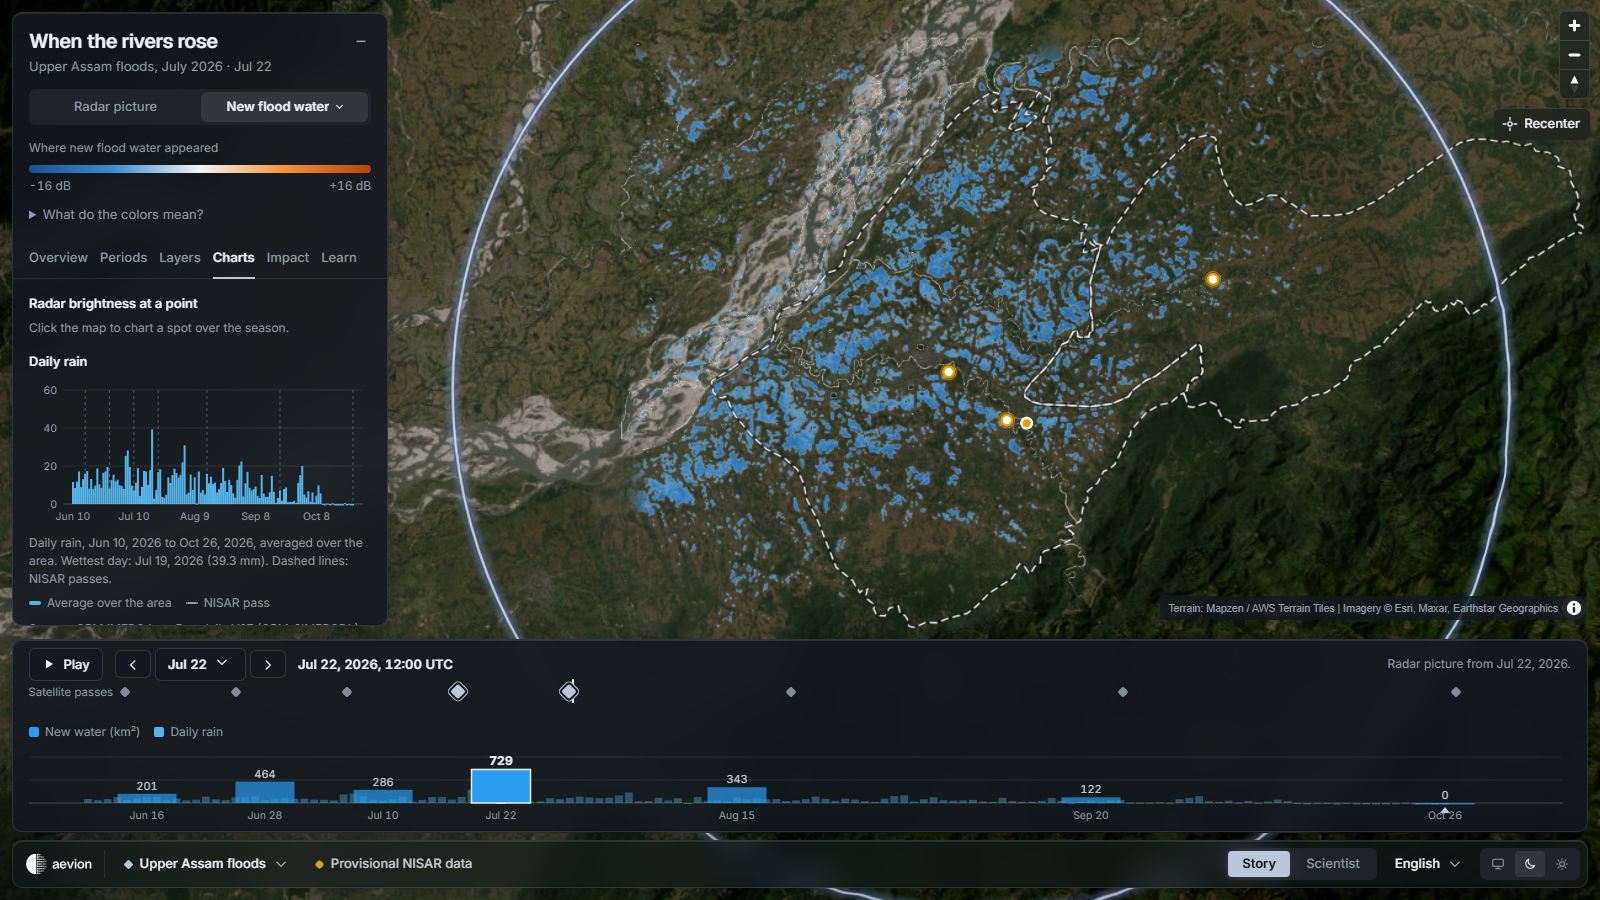 When the rivers rose
Upper Assam floods, July 2026 · Jul 22
Radar picture
New flood water
Where new flood water appeared
-16 dB
+16 dB
What do the colors mean?
Overview Periods Layers Charts Impact Learn
Radar brightness at a point
Click the map to chart a spot over the season.
Daily rain
60
40
20
0
Jun 10 Jul 10 Aug 9 Sep 8 Oct 8
Daily rain, Jun 10, 2026 to Oct 26, 2026, averaged over the
area. Wettest day: Jul 19, 2026 (39.3 mm). Dashed lines:
NISAR passes.
Average over the area NISAR pass
Recenter
Terrain: Mapzen / AWS Terrain Tiles | Imagery © Esri, Maxar, Earthstar Geographics
Play
Jul 22
Jul 22, 2026, 12:00 UTC
Radar picture from Jul 22, 2026.
Satellite passes
New water (km²) Daily rain
201 464 286 729 343 122 0
Jun 16 Jun 28 Jul 10 Jul 22 Aug 15 Sep 20 Oct 26
aevion
Upper Assam floods
Provisional NISAR data
Story
Scientist
English